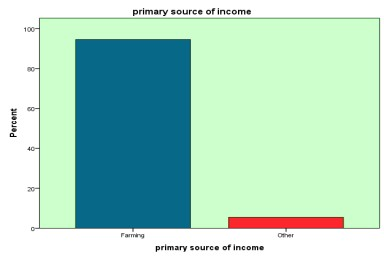 primary source of income
Percent
100
80
60
40
20
0
Farming
Other
primary source of income